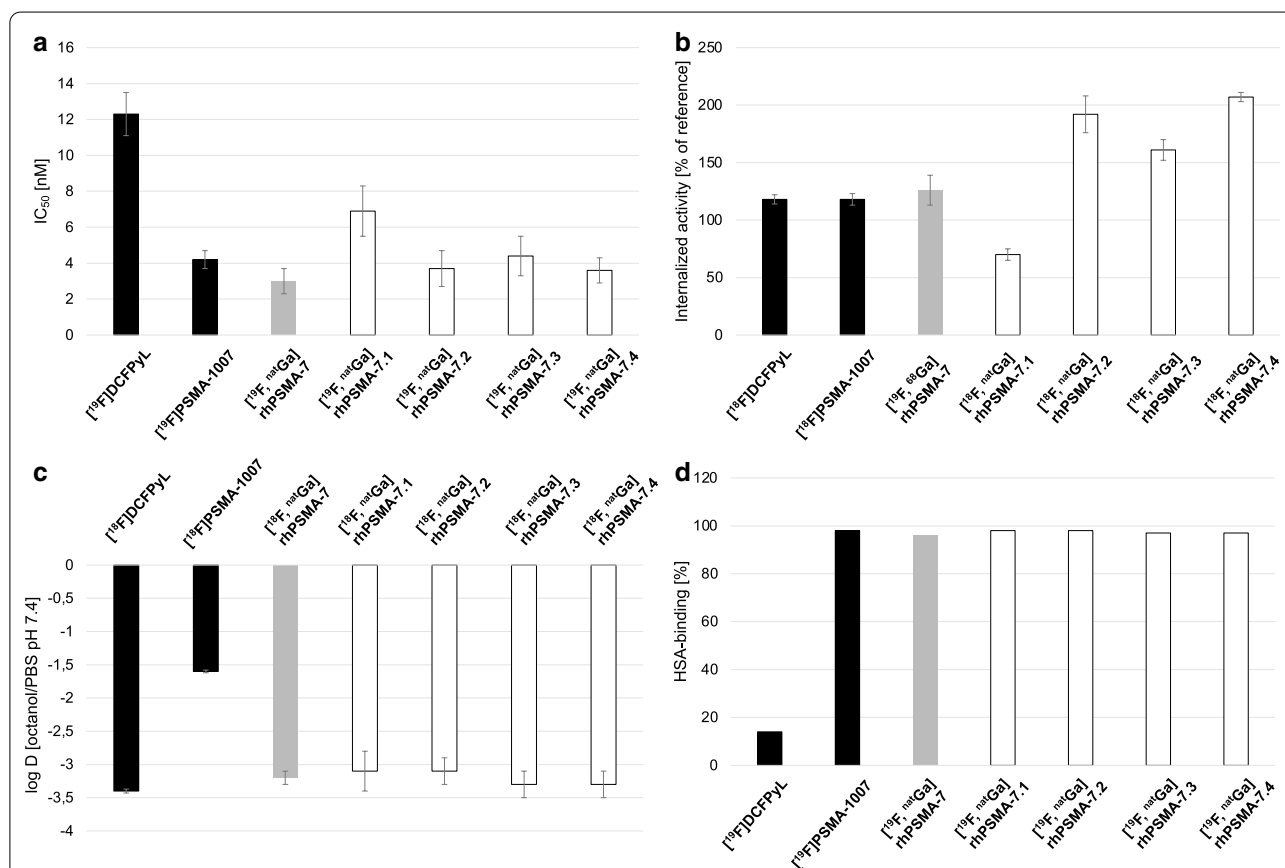 a
16
14
12
10
8
6
4
2
0
IC50 [nM]
[¹⁹F]DCFPyL
[¹⁹F]PSMA-1007
[¹⁹F, ⁿᵃᵗGa]
rhPSMA-7
[¹⁹F, ⁿᵃᵗGa]
rhPSMA-7.1
[¹⁹F, ⁿᵃᵗGa]
rhPSMA-7.2
[¹⁹F, ⁿᵃᵗGa]
rhPSMA-7.3
[¹⁹F, ⁿᵃᵗGa]
rhPSMA-7.4
b
250
200
150
100
50
0
Internalized activity [% of reference]
[¹⁸F]DCFPyL
[¹⁸F]PSMA-1007
[¹⁹F, ⁶⁸Ga]
rhPSMA-7
[¹⁸F, ⁿᵃᵗGa]
rhPSMA-7.1
[¹⁸F, ⁿᵃᵗGa]
rhPSMA-7.2
[¹⁸F, ⁿᵃᵗGa]
rhPSMA-7.3
[¹⁸F, ⁿᵃᵗGa]
rhPSMA-7.4
c
[¹⁸F]DCFPyL
[¹⁸F]PSMA-1007
[¹⁸F, ⁿᵃᵗGa]
rhPSMA-7
[¹⁸F, ⁿᵃᵗGa]
rhPSMA-7.1
[¹⁸F, ⁿᵃᵗGa]
rhPSMA-7.2
[¹⁸F, ⁿᵃᵗGa]
rhPSMA-7.3
[¹⁸F, ⁿᵃᵗGa]
rhPSMA-7.4
0
-0,5
-1
-1,5
-2
-2,5
-3
-3,5
-4
log D [octanol/PBS pH 7.4]
d
120
100
80
60
40
20
0
HSA-binding [%]
[¹⁹F]DCFPyL
[¹⁹F]PSMA-1007
[¹⁹F, ⁿᵃᵗGa]
rhPSMA-7
[¹⁹F, ⁿᵃᵗGa]
rhPSMA-7.1
[¹⁹F, ⁿᵃᵗGa]
rhPSMA-7.2
[¹⁹F, ⁿᵃᵗGa]
rhPSMA-7.3
[¹⁹F, ⁿᵃᵗGa]
rhPSMA-7.4